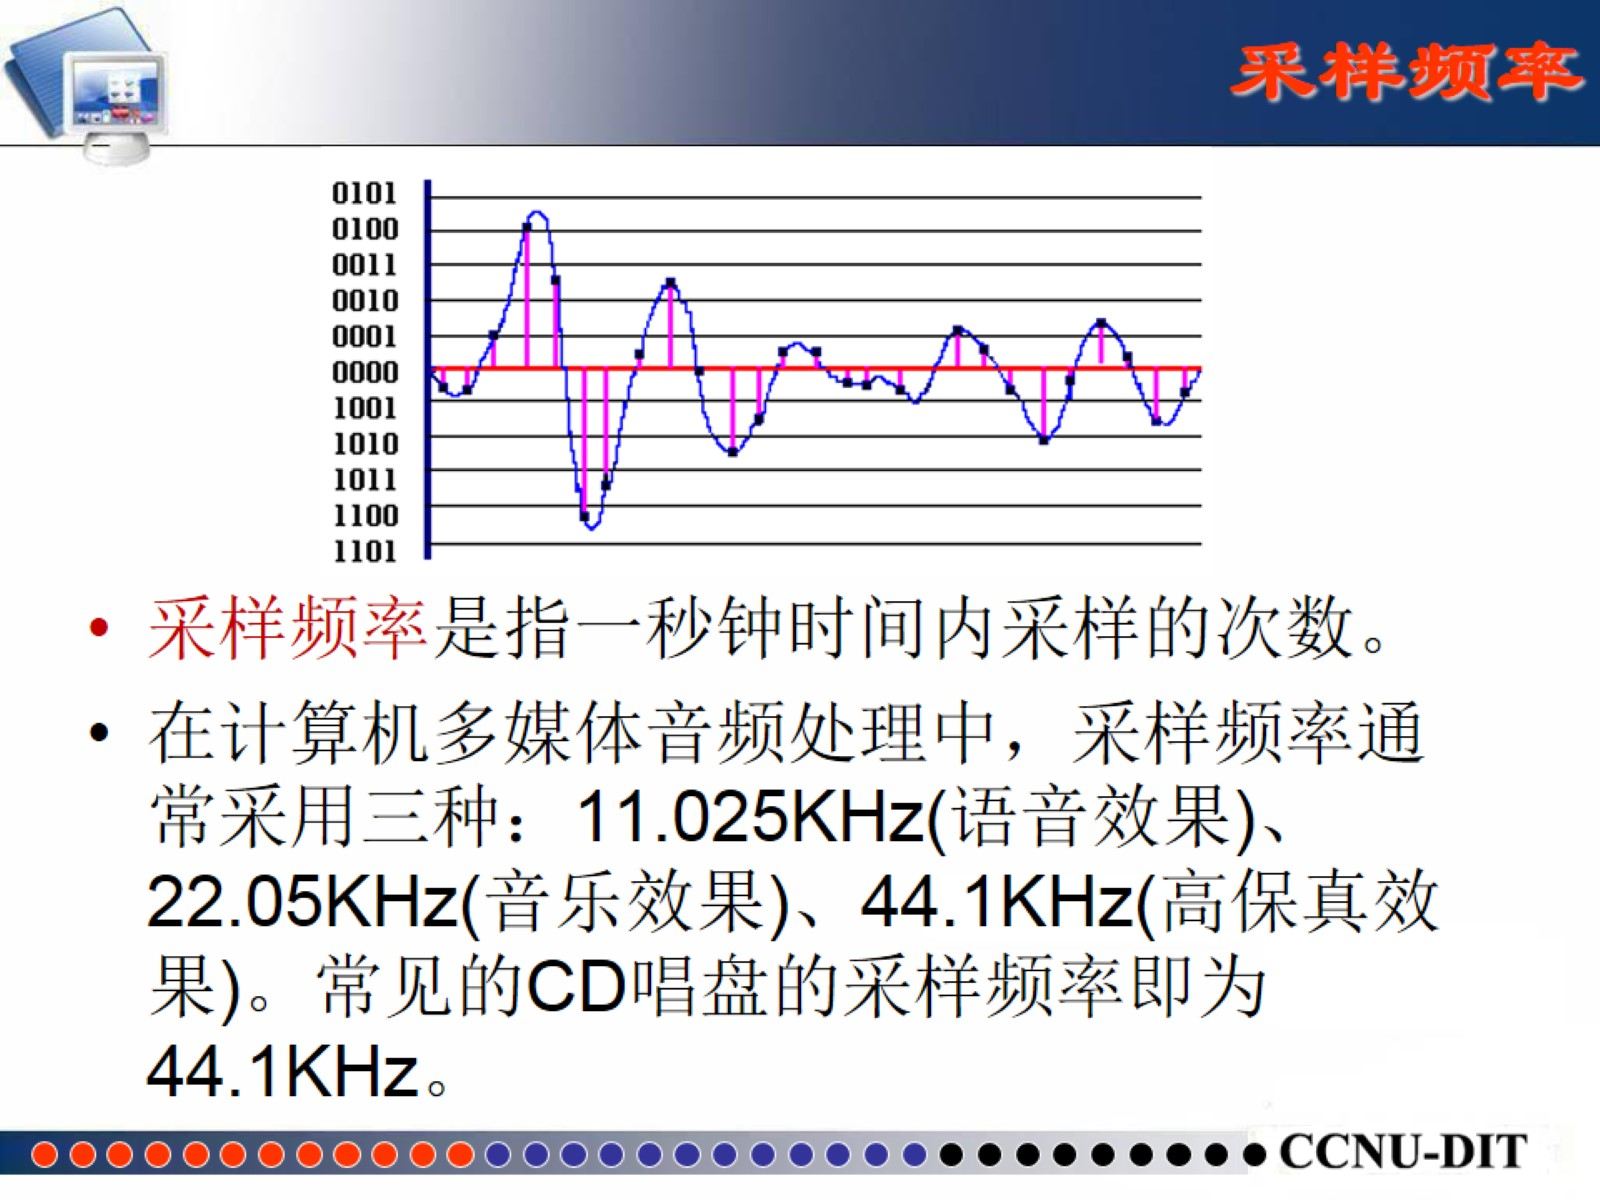 采样频率
0101
0100
0011
0010
0001
0000
1001
1010
1011
1100
1101
• 采样频率是指一秒钟时间内采样的次数。
• 在计算机多媒体音频处理中，采样频率通
常采用三种：11.025KHz(语音效果)、
22.05KHz(音乐效果)、44.1KHz(高保真效
果)。常见的CD唱盘的采样频率即为
44.1KHz。
CCNU-DIT